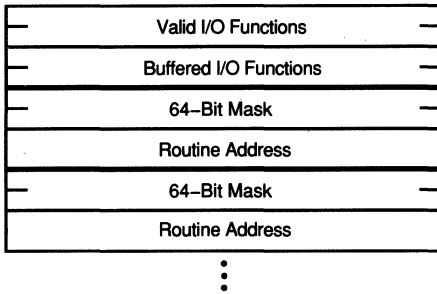 Valid I/O Functions
Buffered I/O Functions
64–Bit Mask
Routine Address
64–Bit Mask
Routine Address